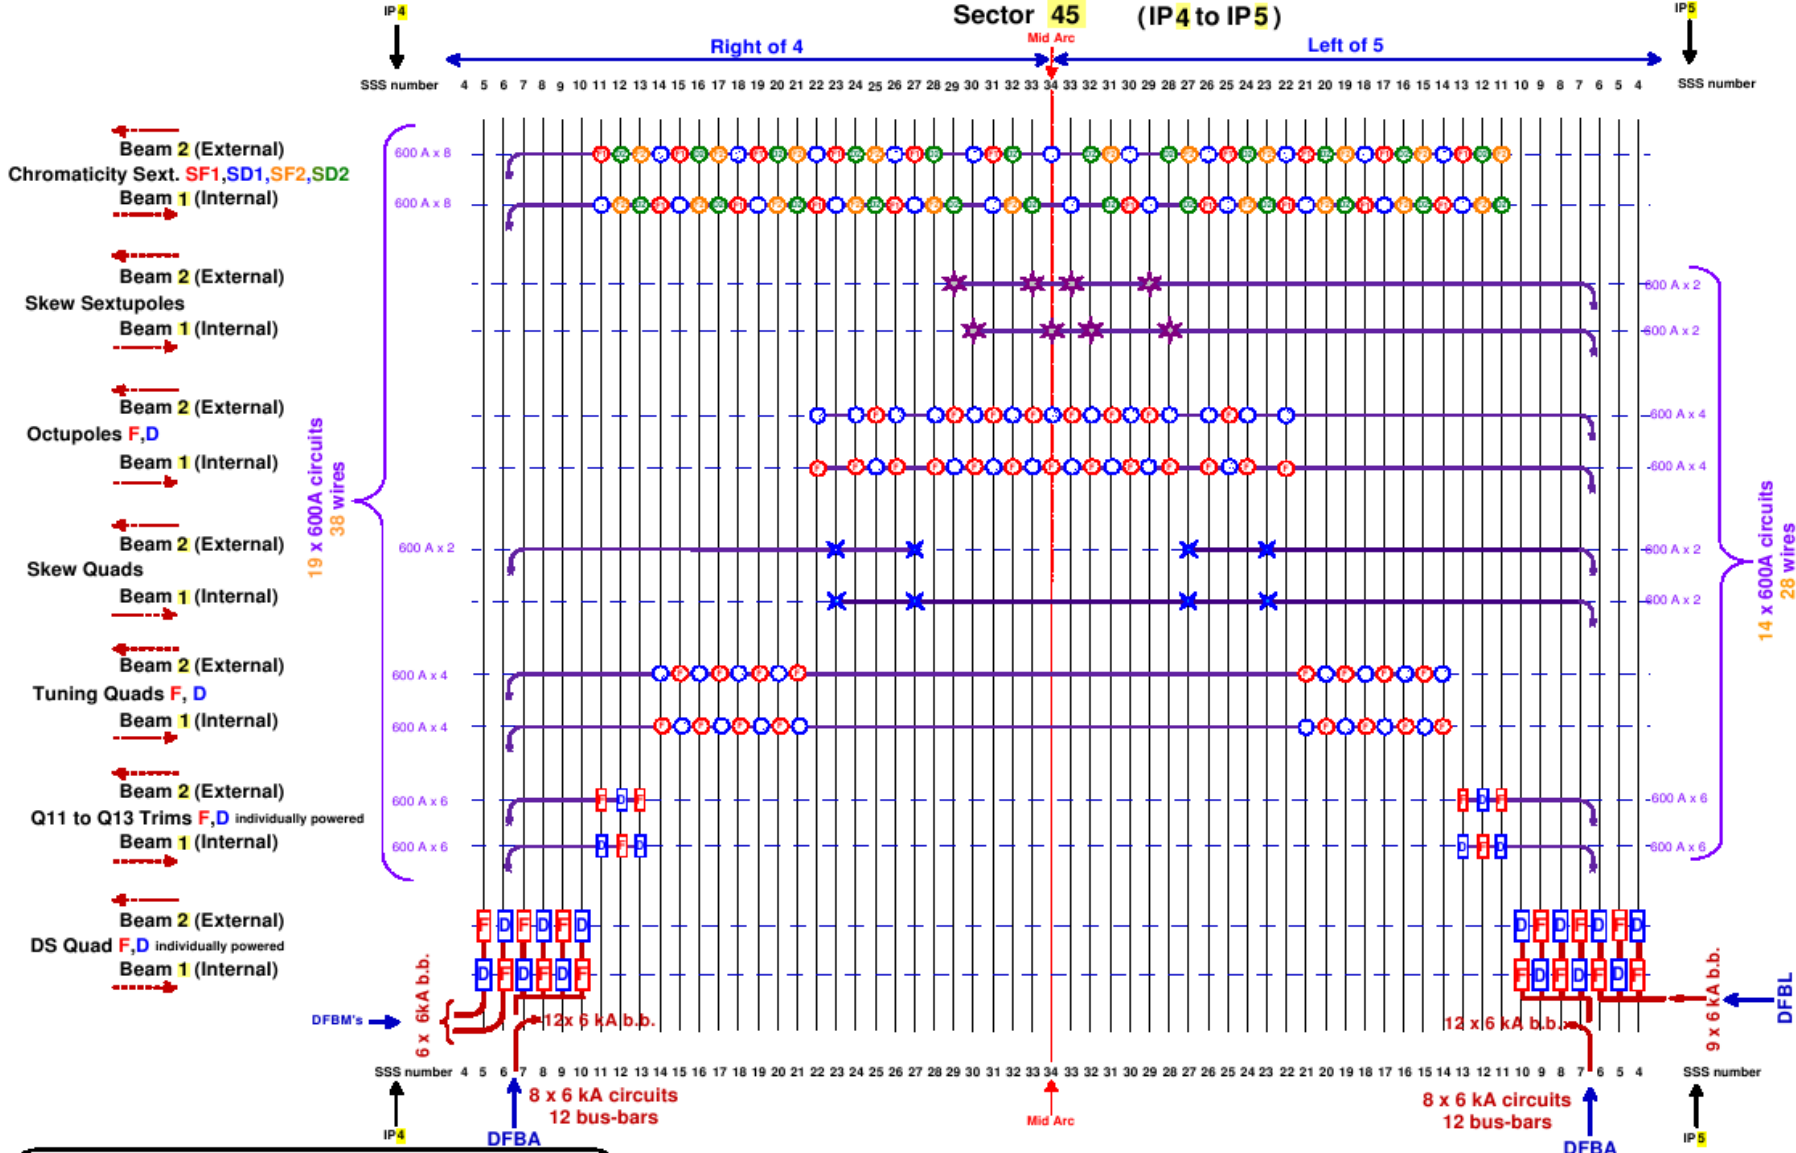 IP4
Sector 45 (IP4 to IP5)
IP5
Mid Arc
Right of 4
Left of 5
SSS number 4 5 6 7 8 9 10 11 12 13 14 15 16 17 18 19 20 21 22 23 24 25 26 27 28 29 30 31 32 33 34 33 32 31 30 29 28 27 26 25 24 23 22 21 20 19 18 17 16 15 14 13 12 11 10 9 8 7 6 5 4 SSS number
Beam 2 (External)
600 A x 8
Chromaticity Sext. SF1,SD1,SF2,SD2
Beam 1 (Internal)
600 A x 8
Beam 2 (External)
600 A x 2
Skew Sextupoles
Beam 1 (Internal)
600 A x 2
Beam 2 (External)
600 A x 4
Octupoles F,D
Beam 1 (Internal)
600 A x 4
19 x 600A circuits
38 wires
14 x 600A circuits
28 wires
Beam 2 (External)
600 A x 2
600 A x 2
Skew Quads
Beam 1 (Internal)
600 A x 2
Beam 2 (External)
600 A x 4
Tuning Quads F, D
Beam 1 (Internal)
600 A x 4
Beam 2 (External)
600 A x 6
F D F
F D F
600 A x 6
Q11 to Q13 Trims F,D individually powered
Beam 1 (Internal)
600 A x 6
D F D
D F D
600 A x 6
Beam 2 (External)
F D F D F D
D F D F D F D
DS Quad F,D individually powered
Beam 1 (Internal)
D F D F D F
F D F D F D F
6 x 6kA b.b.
9 x 6 kA b.b.
DFBL
DFBM's
12x 6 kA b.b.
12 x 6 kA b.b.
SSS number 4 5 6 7 8 9 10 11 12 13 14 15 16 17 18 19 20 21 22 23 24 25 26 27 28 29 30 31 32 33 34 33 32 31 30 29 28 27 26 25 24 23 22 21 20 19 18 17 16 15 14 13 12 11 10 9 8 7 6 5 4 SSS number
8 x 6 kA circuits
12 bus-bars
8 x 6 kA circuits
12 bus-bars
Mid Arc
IP4
DFBA
DFBA
IP5